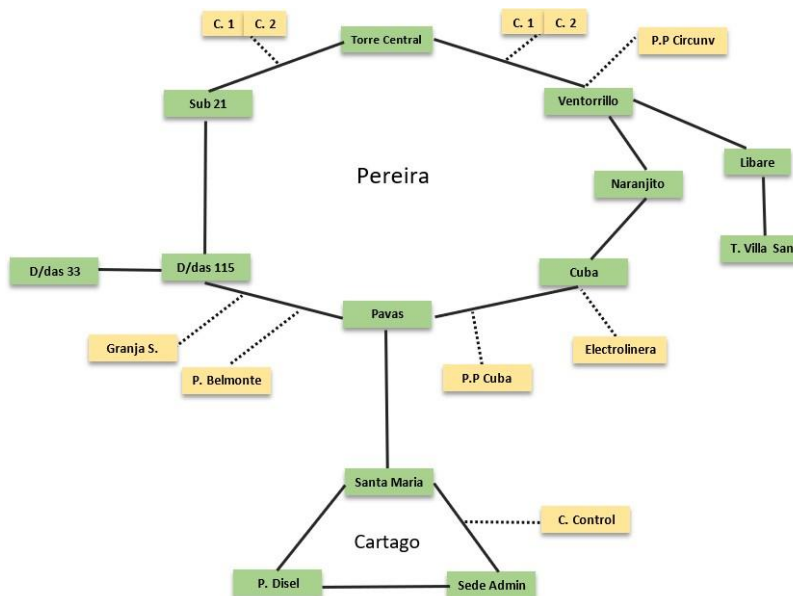 C. 1 C. 2
Torre Central
C. 1 C. 2
P.P Circunv
Sub 21
Ventorrillo
Pereira
Libare
Naranjito
D/das 33
D/das 115
Cuba
T. Villa San
Pavas
Granja S.
P. Belmonte
P.P Cuba
Electrolinera
Santa Maria
C. Control
Cartago
P. Disel
Sede Admin